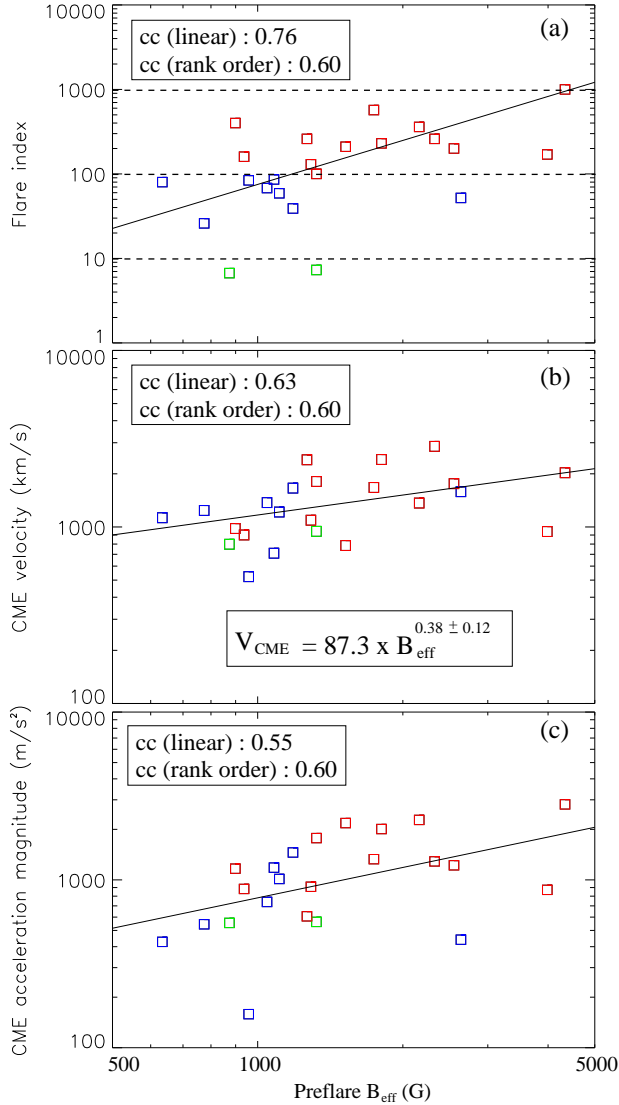 cc (linear) : 0.76
cc (rank order) : 0.60
(a)
1000
100
10
1
Flare index
10000
cc (linear) : 0.63
cc (rank order) : 0.60
(b)
1000
V_CME = 87.3 x B_eff^0.38 ± 0.12
100
CME velocity (km/s)
10000
cc (linear) : 0.55
cc (rank order) : 0.60
(c)
1000
100
CME acceleration magnitude (m/s²)
500 1000 5000
Preflare B_eff (G)